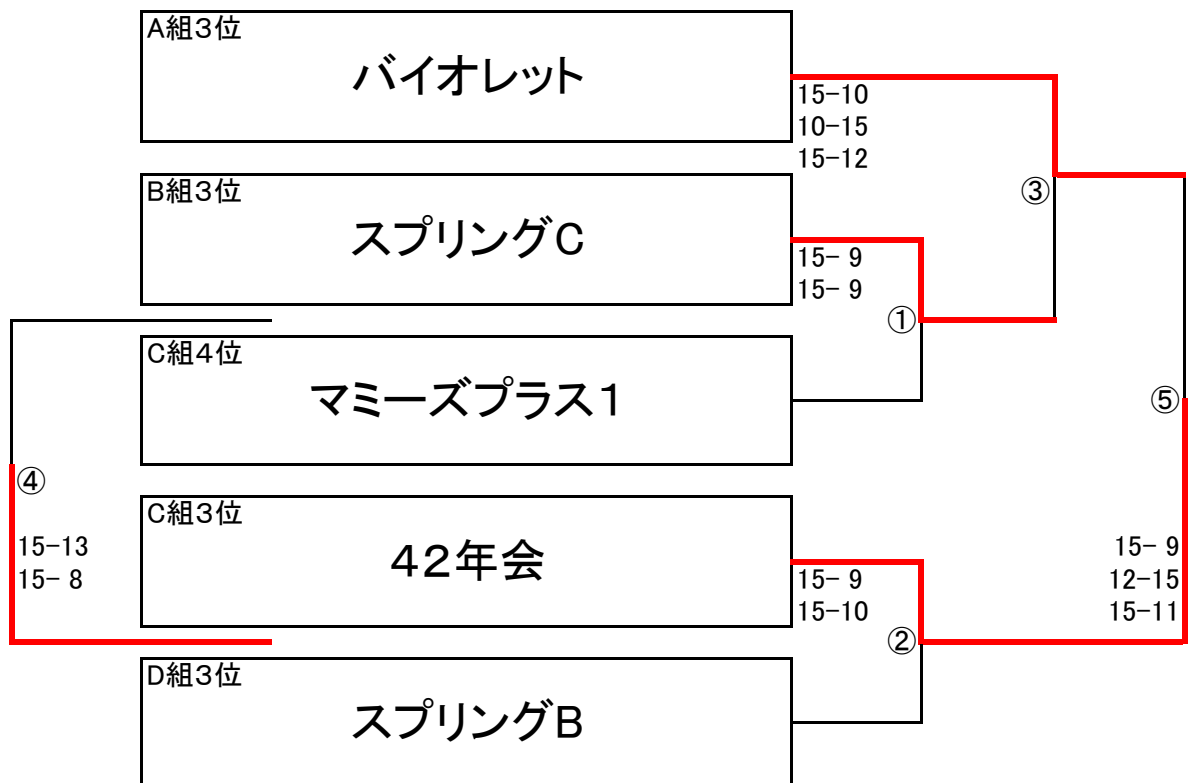 A組3位
バイオレット
15-10
10-15
15-12
③
B組3位
スプリングC
15- 9
15- 9
①
C組4位
マミーズプラス1
⑤
④
15-13
15- 8
C組3位
42年会
15- 9
15-10
②
15- 9
12-15
15-11
D組3位
スプリングB